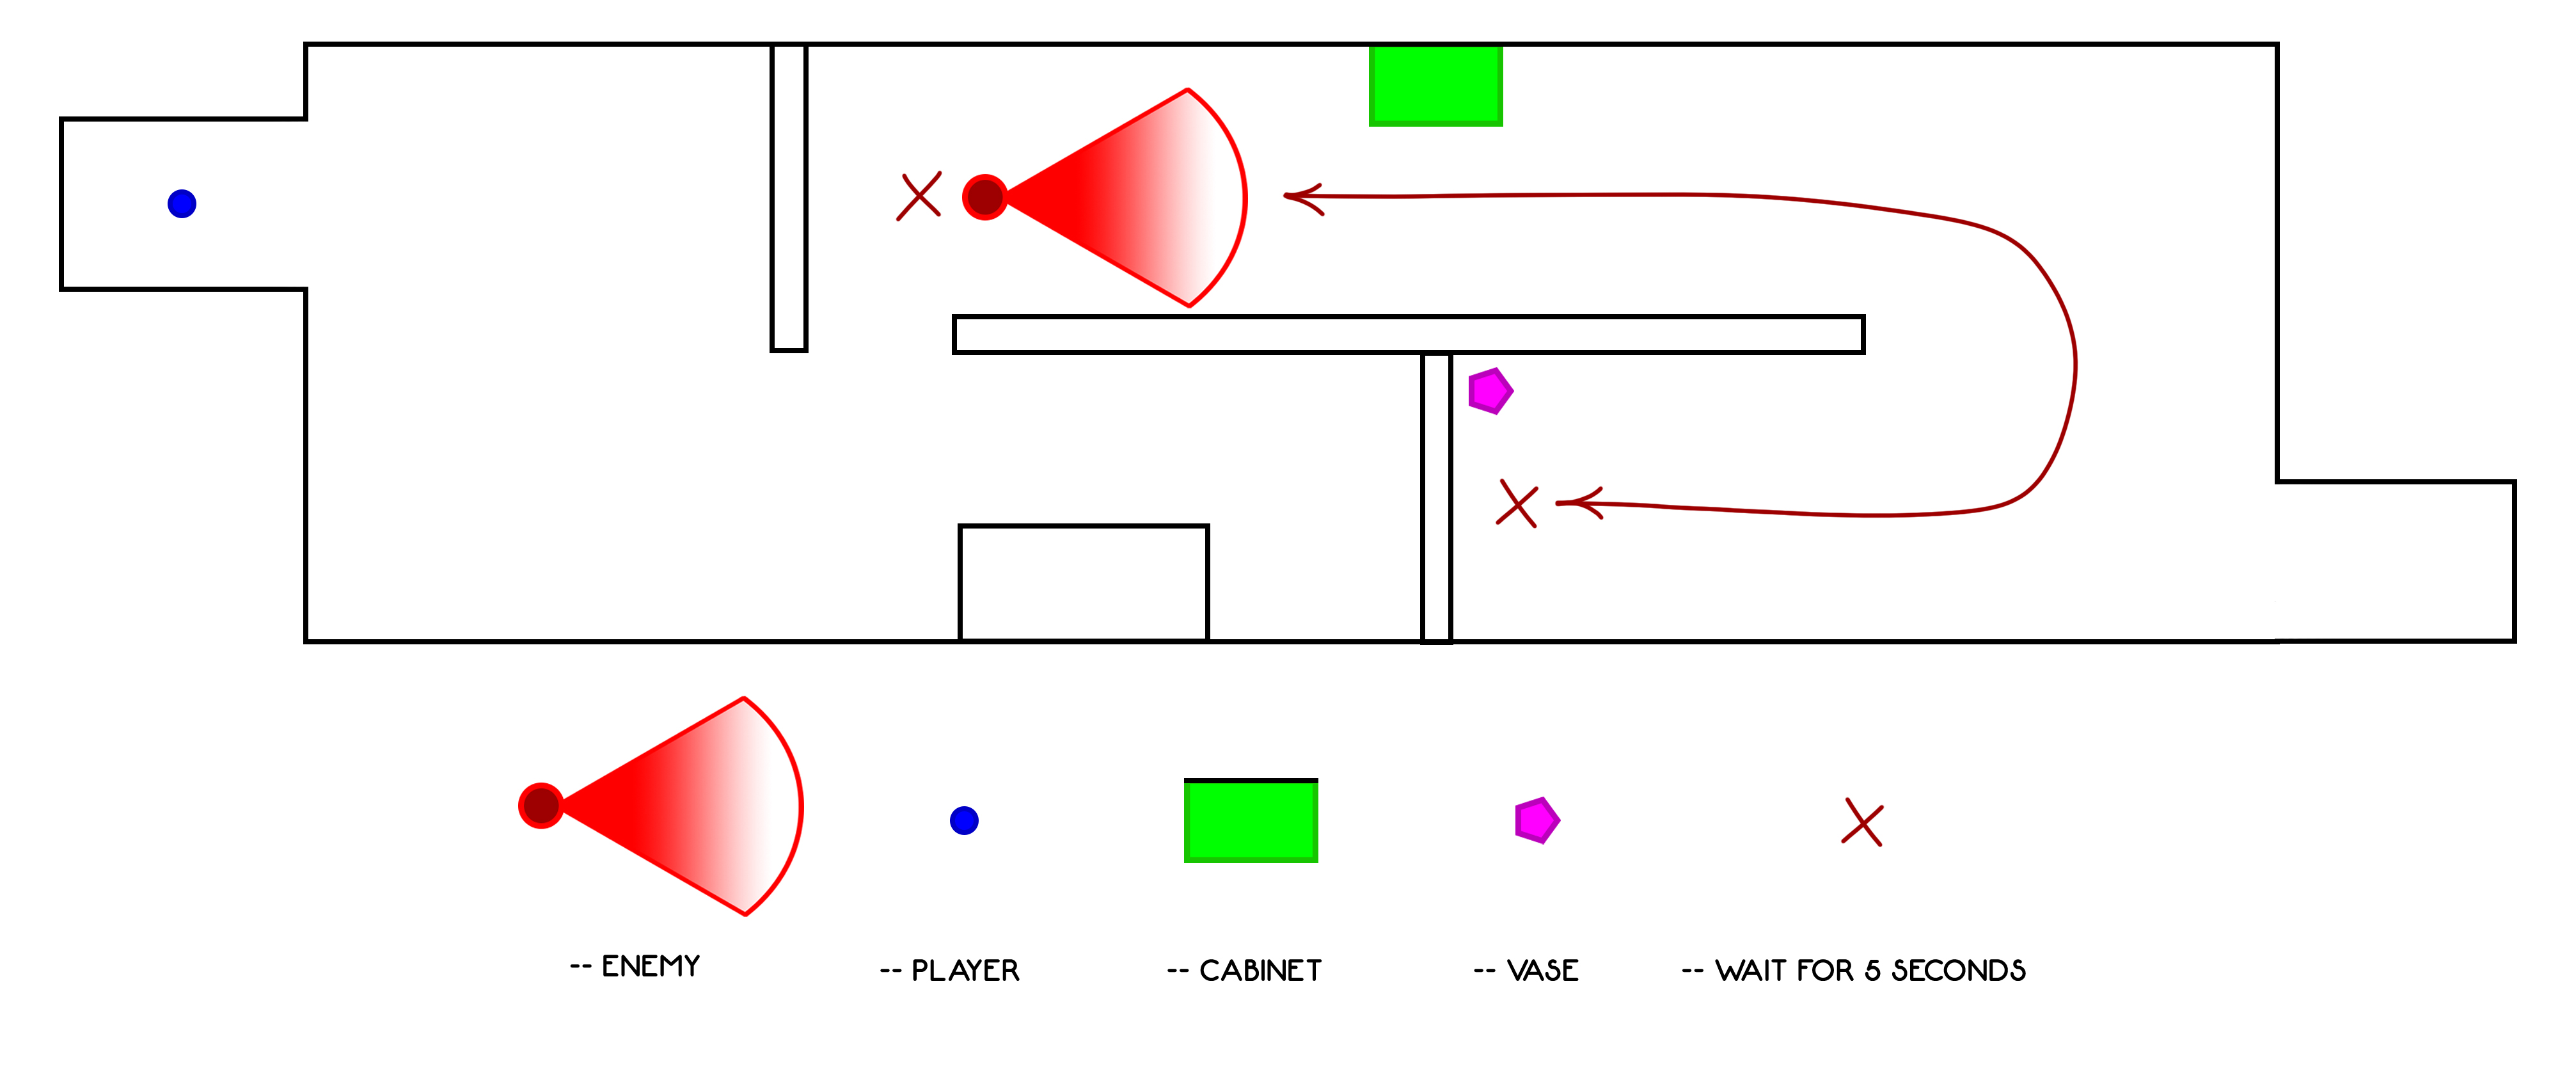 -- ENEMY
-- PLAYER
-- CABINET
-- VASE
-- WAIT FOR 5 SECONDS